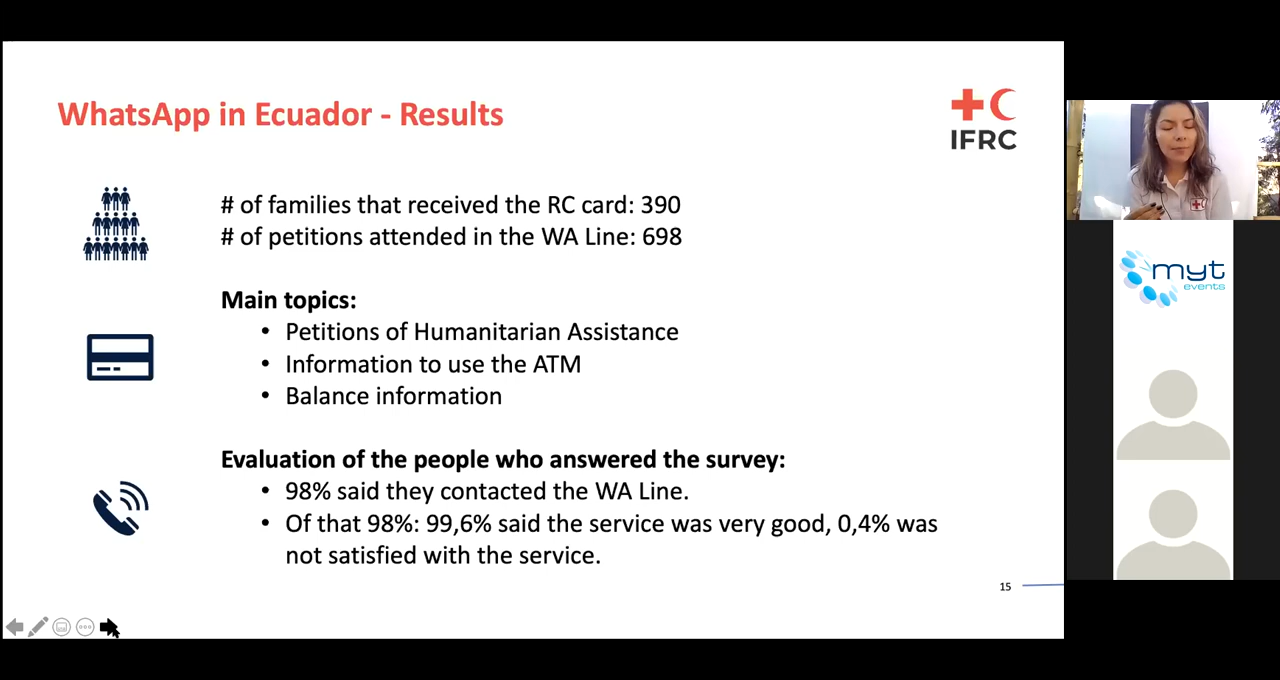 WhatsApp in Ecuador - Results
IFRC
# of families that received the RC card: 390
# of petitions attended in the WA Line: 698
Main topics:
• Petitions of Humanitarian Assistance
• Information to use the ATM
• Balance information
Evaluation of the people who answered the survey:
• 98% said they contacted the WA Line.
• Of that 98%: 99,6% said the service was very good, 0,4% was
not satisfied with the service.
15
myt
events